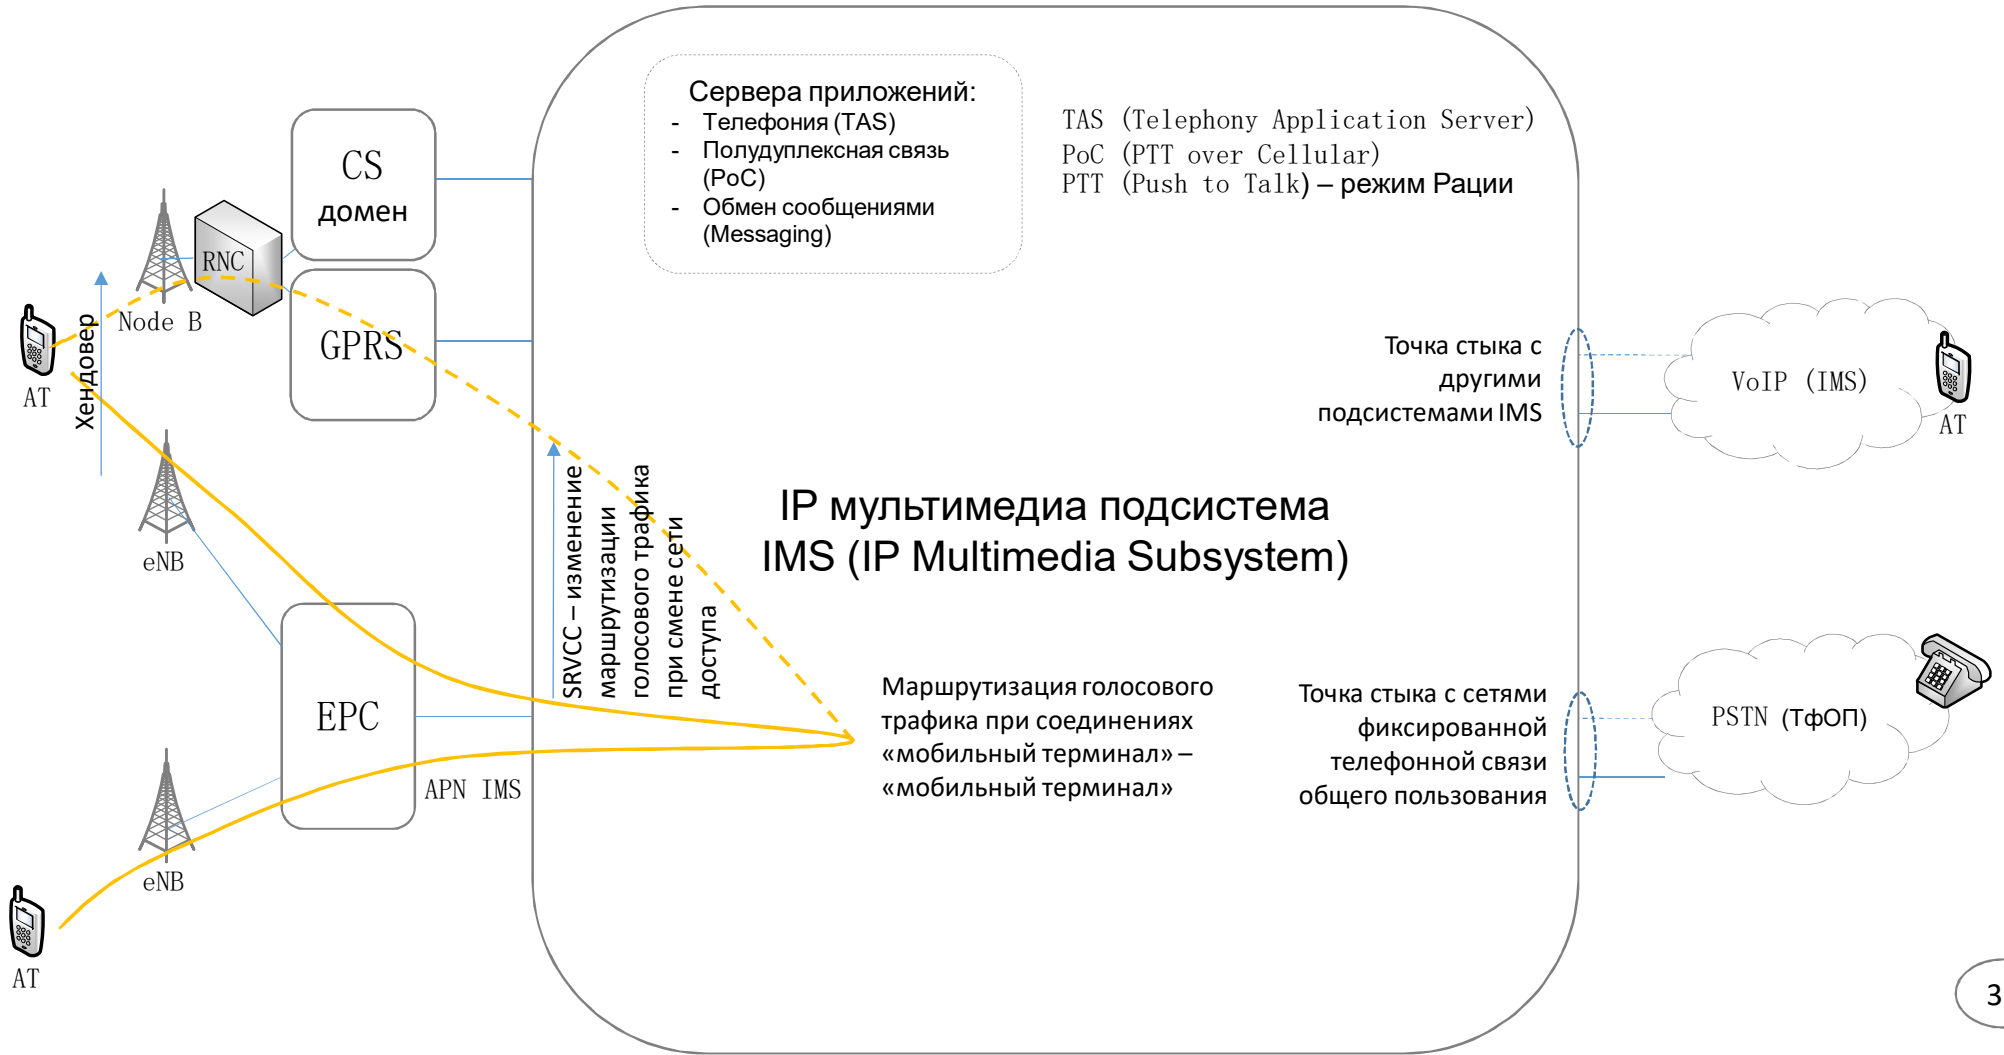 Сервера приложений:
- Телефония (TAS)
- Полудуплексная связь
(PoC)
- Обмен сообщениями
(Messaging)
TAS (Telephony Application Server)
PoC (PTT over Cellular)
PTT (Push to Talk) – режим Рации
CS
домен
RNC
Node B
GPRS
AT
Хендовер
eNB
EPC
APN IMS
eNB
AT
SRVCC – изменение
маршрутизации
голосового трафика
при смене сети
доступа
IP мультимедиа подсистема
IMS (IP Multimedia Subsystem)
Маршрутизация голосового
трафика при соединениях
«мобильный терминал» –
«мобильный терминал»
Точка стыка с
другими
подсистемами IMS
VoIP (IMS)
AT
Точка стыка с сетями
фиксированной
телефонной связи
общего пользования
PSTN (ТфОП)
3